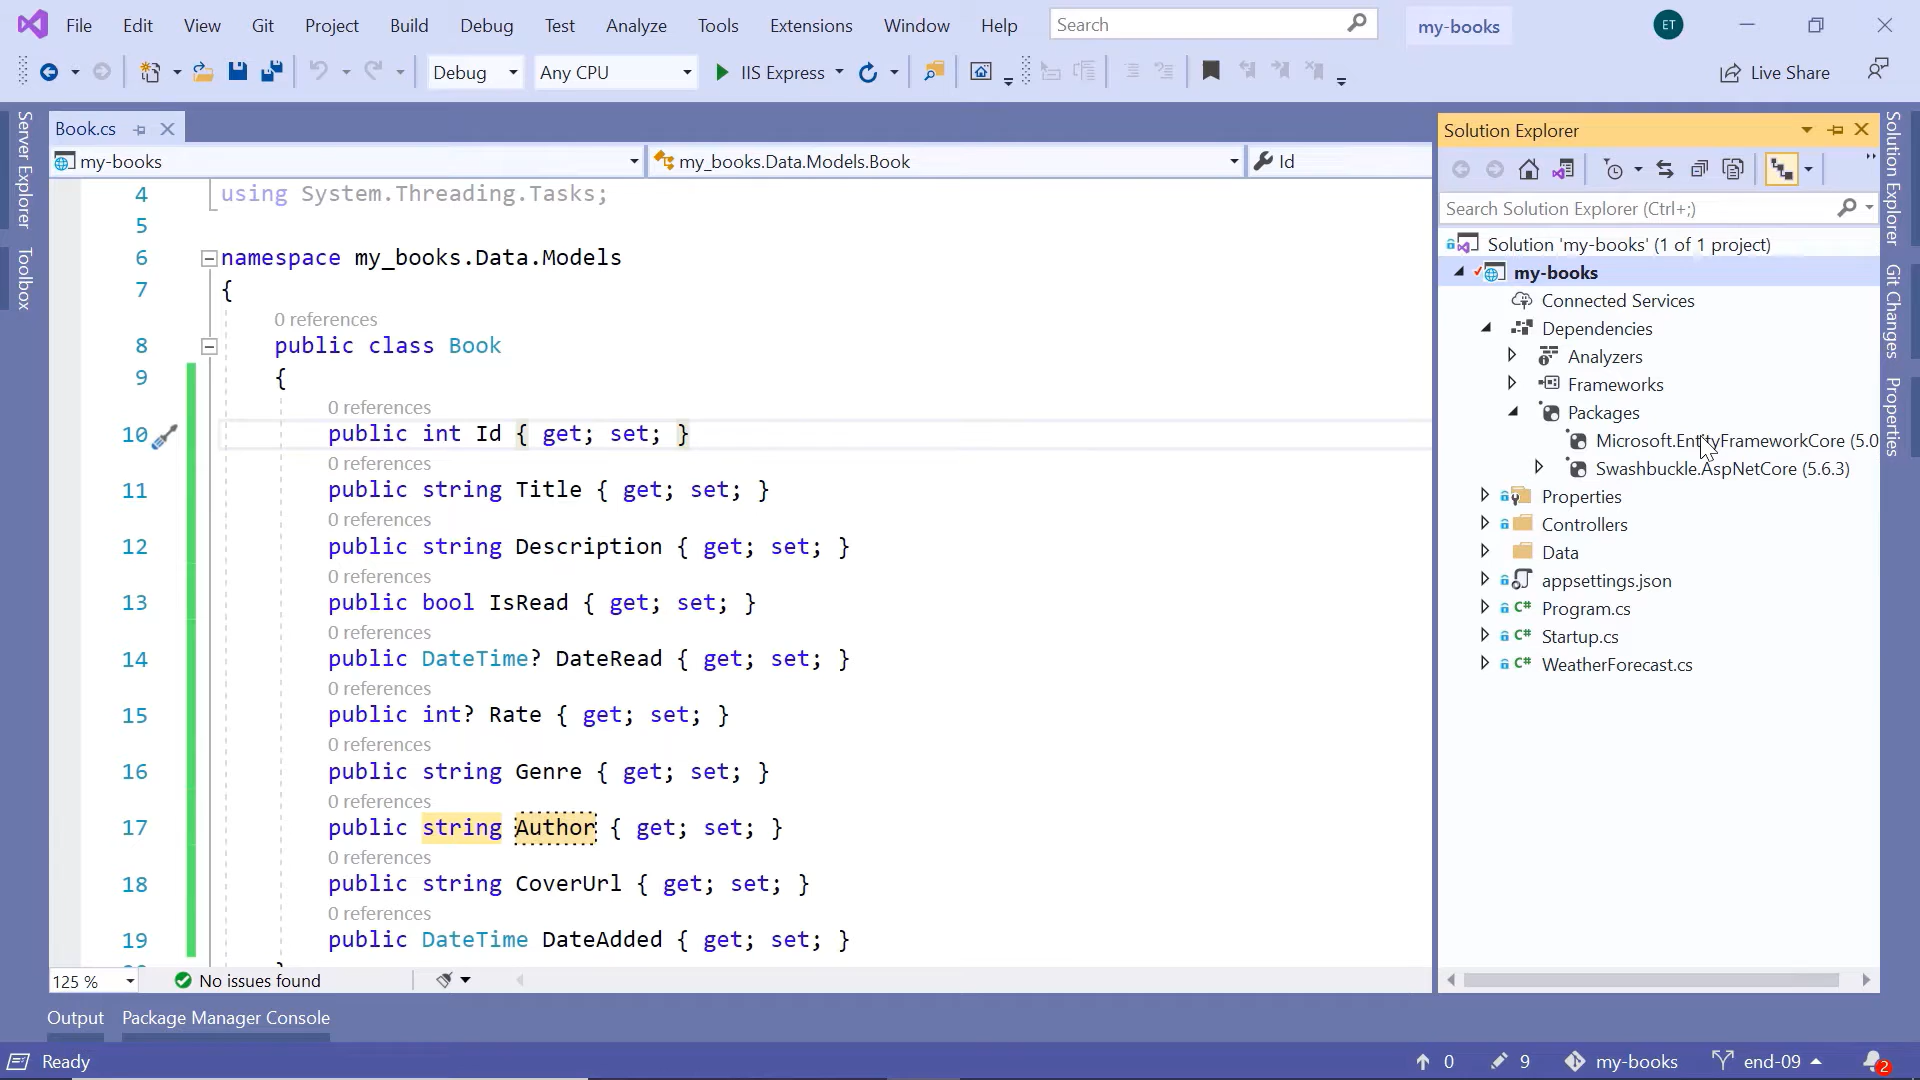 File Edit View Git Project Build Debug Test Analyze Tools Extensions Window Help Search my-books ET
Debug Any CPU IIS Express Live Share
Server Explorer
Toolbox
Book.cs
my-books my_books.Data.Models.Book Id
4 using System.Threading.Tasks;
5
6 namespace my_books.Data.Models
7 {
0 references
8 public class Book
9 {
0 references
10 public int Id { get; set; }
0 references
11 public string Title { get; set; }
0 references
12 public string Description { get; set; }
0 references
13 public bool IsRead { get; set; }
0 references
14 public DateTime? DateRead { get; set; }
0 references
15 public int? Rate { get; set; }
0 references
16 public string Genre { get; set; }
0 references
17 public string Author { get; set; }
0 references
18 public string CoverUrl { get; set; }
0 references
19 public DateTime DateAdded { get; set; }
125 % No issues found
Solution Explorer
Search Solution Explorer (Ctrl+;)
Solution 'my-books' (1 of 1 project)
my-books
Connected Services
Dependencies
Analyzers
Frameworks
Packages
Microsoft.EntityFrameworkCore (5.0
Swashbuckle.AspNetCore (5.6.3)
Properties
Controllers
Data
appsettings.json
Program.cs
Startup.cs
WeatherForecast.cs
Solution Explorer
Git Changes
Properties
Output Package Manager Console
Ready 0 9 my-books end-09 2